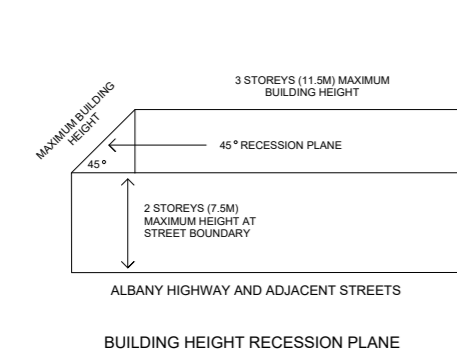 3 STOREYS (11.5M) MAXIMUM
BUILDING HEIGHT
MAXIMUM BUILDING
HEIGHT
45° RECESSION PLANE
45°
2 STOREYS (7.5M)
MAXIMUM HEIGHT AT
STREET BOUNDARY
ALBANY HIGHWAY AND ADJACENT STREETS
BUILDING HEIGHT RECESSION PLANE